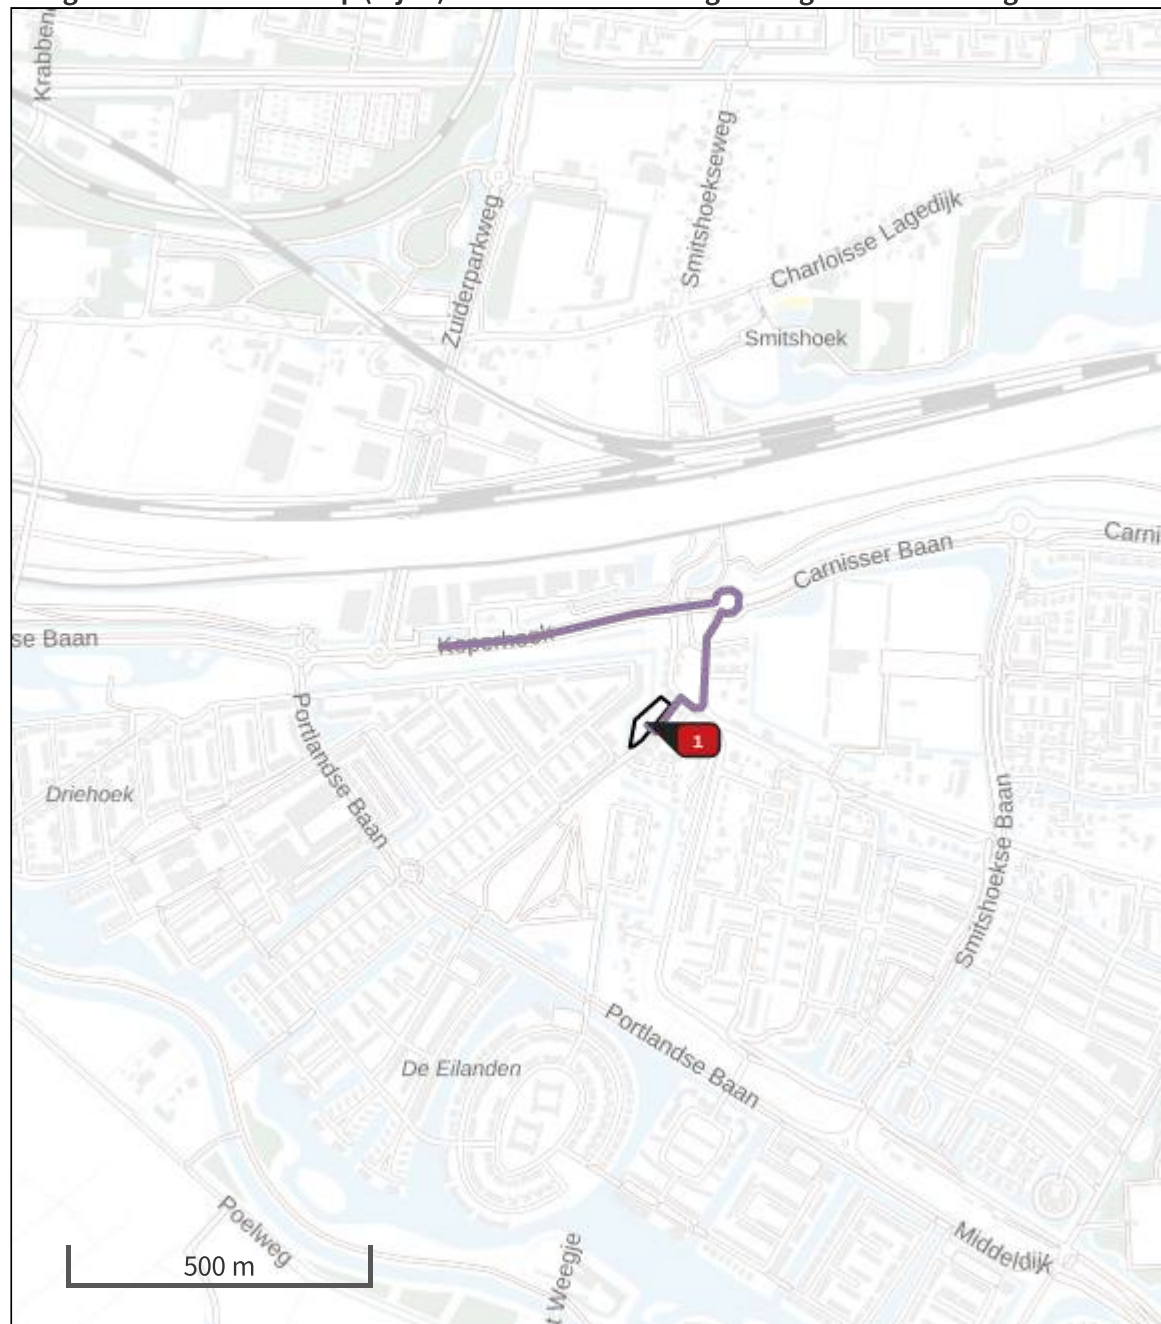 Krabben
Smitshoekseweg
Zuiderparkweg
Charloisse Lagedijk
Smitshoek
Carnisser Baan
Carni
Koperhoek
se Baan
Portlandse Baan
1
Driehoek
Smitshoekse Baan
Portlandse Baan
De Eilanden
Poelweg
Middeldijk
500 m
t Weegje